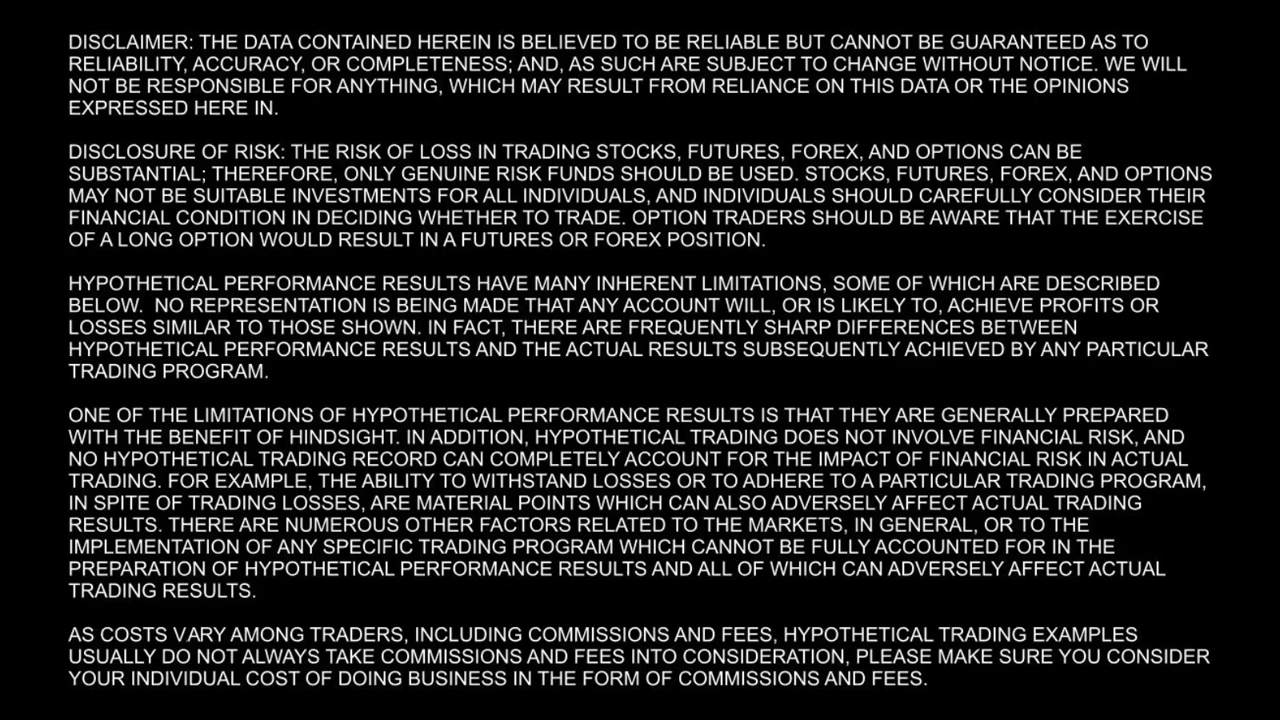 DISCLAIMER: THE DATA CONTAINED HEREIN IS BELIEVED TO BE RELIABLE BUT CANNOT BE GUARANTEED AS TO
RELIABILITY, ACCURACY, OR COMPLETENESS; AND, AS SUCH ARE SUBJECT TO CHANGE WITHOUT NOTICE. WE WILL
NOT BE RESPONSIBLE FOR ANYTHING, WHICH MAY RESULT FROM RELIANCE ON THIS DATA OR THE OPINIONS
EXPRESSED HERE IN.
DISCLOSURE OF RISK: THE RISK OF LOSS IN TRADING STOCKS, FUTURES, FOREX, AND OPTIONS CAN BE
SUBSTANTIAL; THEREFORE, ONLY GENUINE RISK FUNDS SHOULD BE USED. STOCKS, FUTURES, FOREX, AND OPTIONS
MAY NOT BE SUITABLE INVESTMENTS FOR ALL INDIVIDUALS, AND INDIVIDUALS SHOULD CAREFULLY CONSIDER THEIR
FINANCIAL CONDITION IN DECIDING WHETHER TO TRADE. OPTION TRADERS SHOULD BE AWARE THAT THE EXERCISE
OF A LONG OPTION WOULD RESULT IN A FUTURES OR FOREX POSITION.
HYPOTHETICAL PERFORMANCE RESULTS HAVE MANY INHERENT LIMITATIONS, SOME OF WHICH ARE DESCRIBED
BELOW.  NO REPRESENTATION IS BEING MADE THAT ANY ACCOUNT WILL, OR IS LIKELY TO, ACHIEVE PROFITS OR
LOSSES SIMILAR TO THOSE SHOWN. IN FACT, THERE ARE FREQUENTLY SHARP DIFFERENCES BETWEEN
HYPOTHETICAL PERFORMANCE RESULTS AND THE ACTUAL RESULTS SUBSEQUENTLY ACHIEVED BY ANY PARTICULAR
TRADING PROGRAM.
ONE OF THE LIMITATIONS OF HYPOTHETICAL PERFORMANCE RESULTS IS THAT THEY ARE GENERALLY PREPARED
WITH THE BENEFIT OF HINDSIGHT. IN ADDITION, HYPOTHETICAL TRADING DOES NOT INVOLVE FINANCIAL RISK, AND
NO HYPOTHETICAL TRADING RECORD CAN COMPLETELY ACCOUNT FOR THE IMPACT OF FINANCIAL RISK IN ACTUAL
TRADING. FOR EXAMPLE, THE ABILITY TO WITHSTAND LOSSES OR TO ADHERE TO A PARTICULAR TRADING PROGRAM,
IN SPITE OF TRADING LOSSES, ARE MATERIAL POINTS WHICH CAN ALSO ADVERSELY AFFECT ACTUAL TRADING
RESULTS. THERE ARE NUMEROUS OTHER FACTORS RELATED TO THE MARKETS, IN GENERAL, OR TO THE
IMPLEMENTATION OF ANY SPECIFIC TRADING PROGRAM WHICH CANNOT BE FULLY ACCOUNTED FOR IN THE
PREPARATION OF HYPOTHETICAL PERFORMANCE RESULTS AND ALL OF WHICH CAN ADVERSELY AFFECT ACTUAL
TRADING RESULTS.
AS COSTS VARY AMONG TRADERS, INCLUDING COMMISSIONS AND FEES, HYPOTHETICAL TRADING EXAMPLES
USUALLY DO NOT ALWAYS TAKE COMMISSIONS AND FEES INTO CONSIDERATION, PLEASE MAKE SURE YOU CONSIDER
YOUR INDIVIDUAL COST OF DOING BUSINESS IN THE FORM OF COMMISSIONS AND FEES.